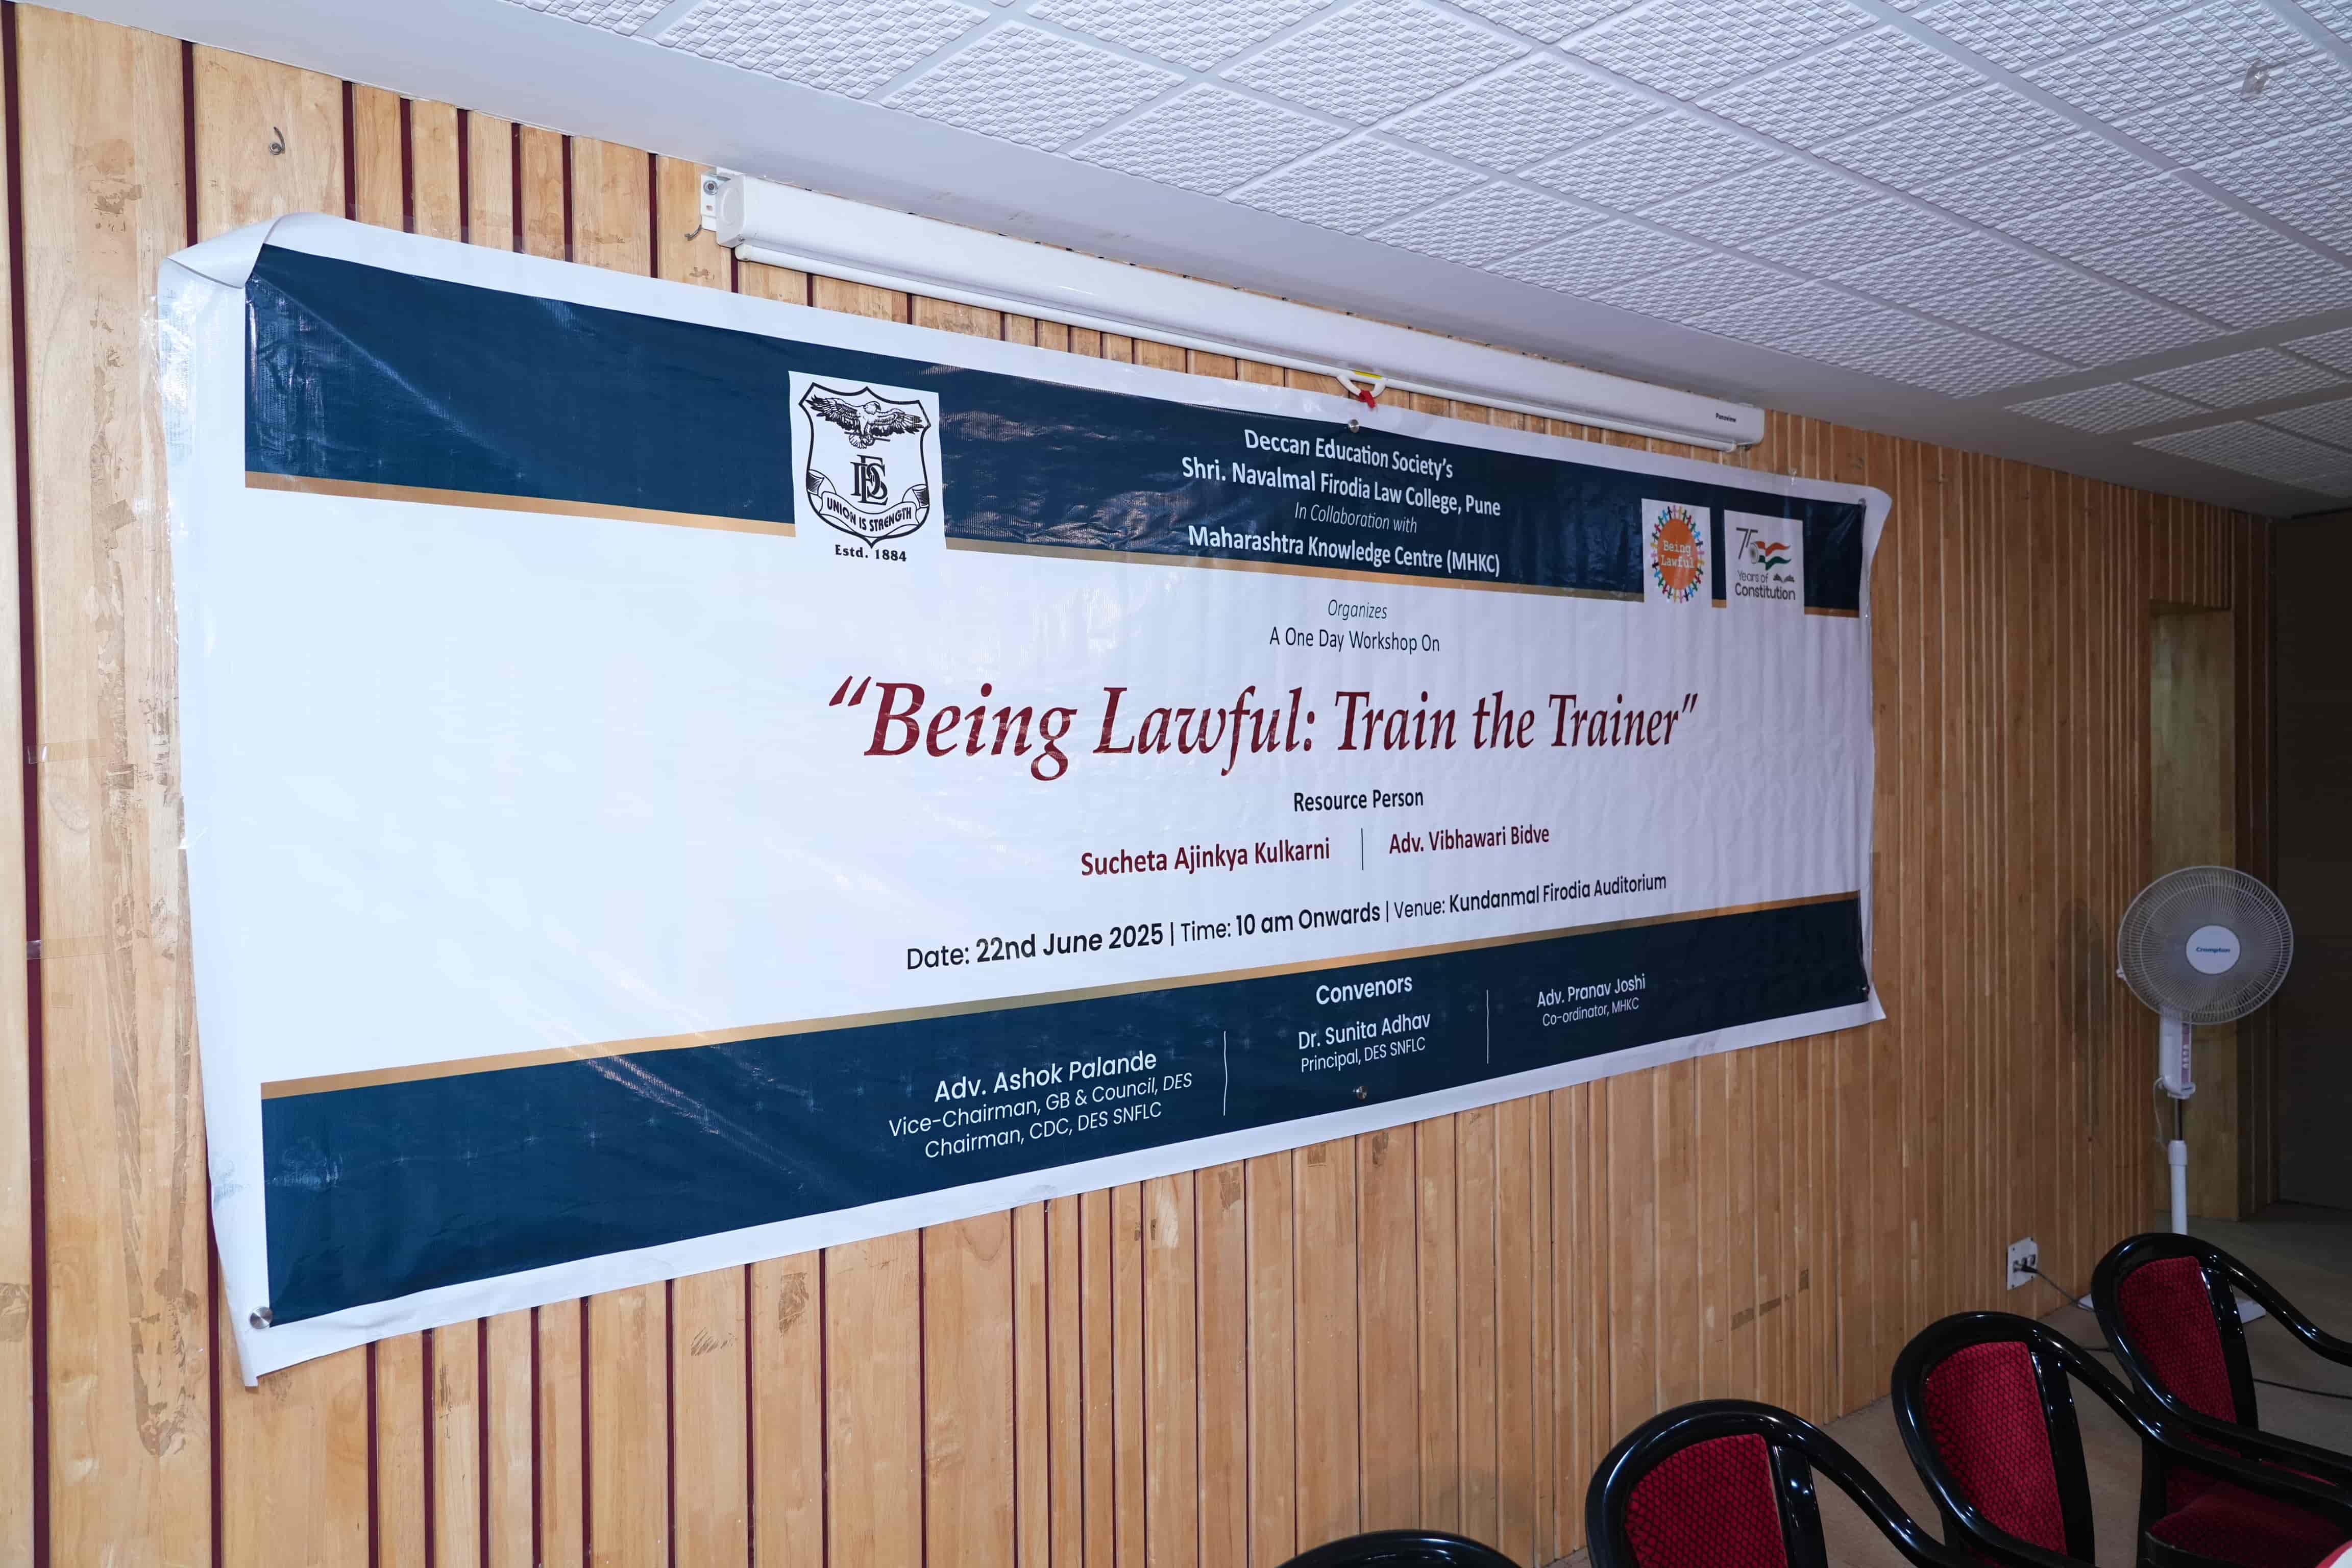 Panaview
Deccan Education Society's
Shri. Navalmal Firodia Law College, Pune
In Collaboration with
Maharashtra Knowledge Centre (MHKC)
DES
UNION IS STRENGTH
Estd. 1884
Being
Lawful
75
Years of
Constitution
Organizes
A One Day Workshop On
"Being Lawful: Train the Trainer"
Resource Person
Sucheta Ajinkya Kulkarni | Adv. Vibhawari Bidve
Date: 22nd June 2025 | Time: 10 am Onwards | Venue: Kundanmal Firodia Auditorium
Convenors
Adv. Ashok Palande
Vice-Chairman, GB & Council, DES
Chairman, CDC, DES SNFLC
Dr. Sunita Adhav
Principal, DES SNFLC
Adv. Pranav Joshi
Co-ordinator, MHKC
Crompton